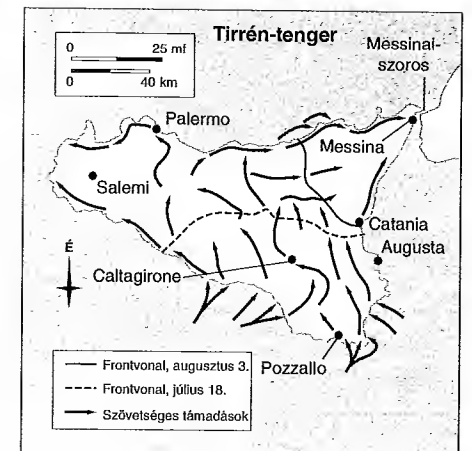 Tirrén-tenger
Messinai-
szoros
0 25 mf
0 40 km
Palermo
Messina
Salemi
Catania
Augusta
É
Caltagirone
Pozzallo
Frontvonal, augusztus 3.
Frontvonal, július 18.
Szövetséges támadások